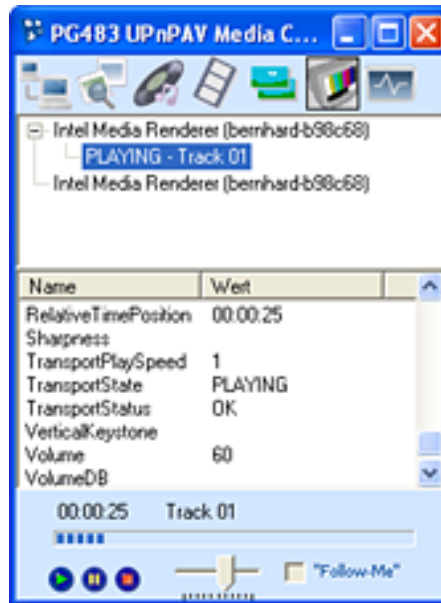 PG483 UPnPAV Media C...
Intel Media Renderer (bernhard-b98c68)
PLAYING - Track 01
Intel Media Renderer (bernhard-b98c68)
Name Wert
RelativeTimePosition 00:00:25
Sharpness
TransportPlaySpeed 1
TransportState PLAYING
TransportStatus OK
VerticalKeystone
Volume 60
VolumeDB
00:00:25 Track 01
"Follow-Me"